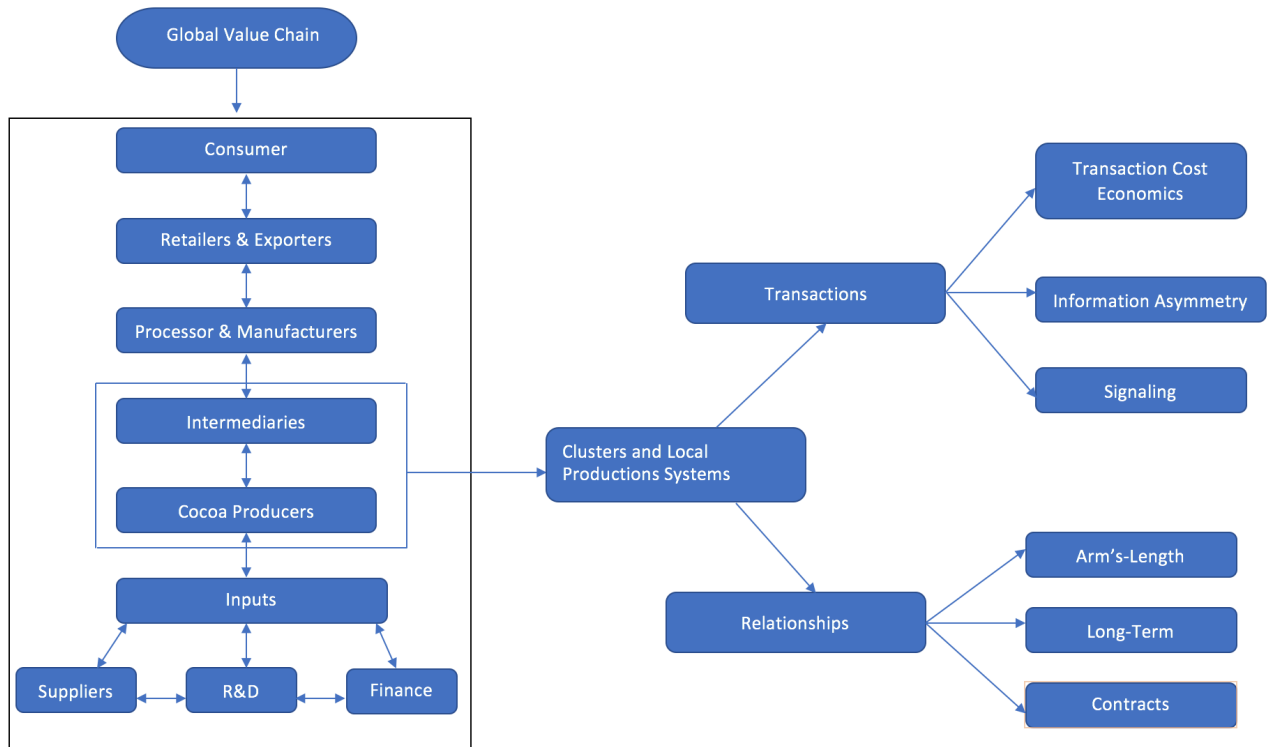 Global Value Chain
Consumer
Retailers & Exporters
Processor & Manufacturers
Intermediaries
Cocoa Producers
Inputs
Suppliers
R&D
Finance
Clusters and Local
Productions Systems
Transactions
Transaction Cost
Economics
Information Asymmetry
Signaling
Relationships
Arm's-Length
Long-Term
Contracts